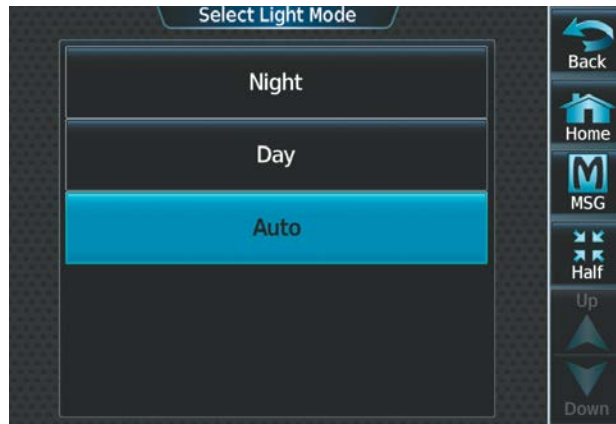 Select Light Mode
Night
Day
Auto
Back
Home
MSG
Half
Up
Down